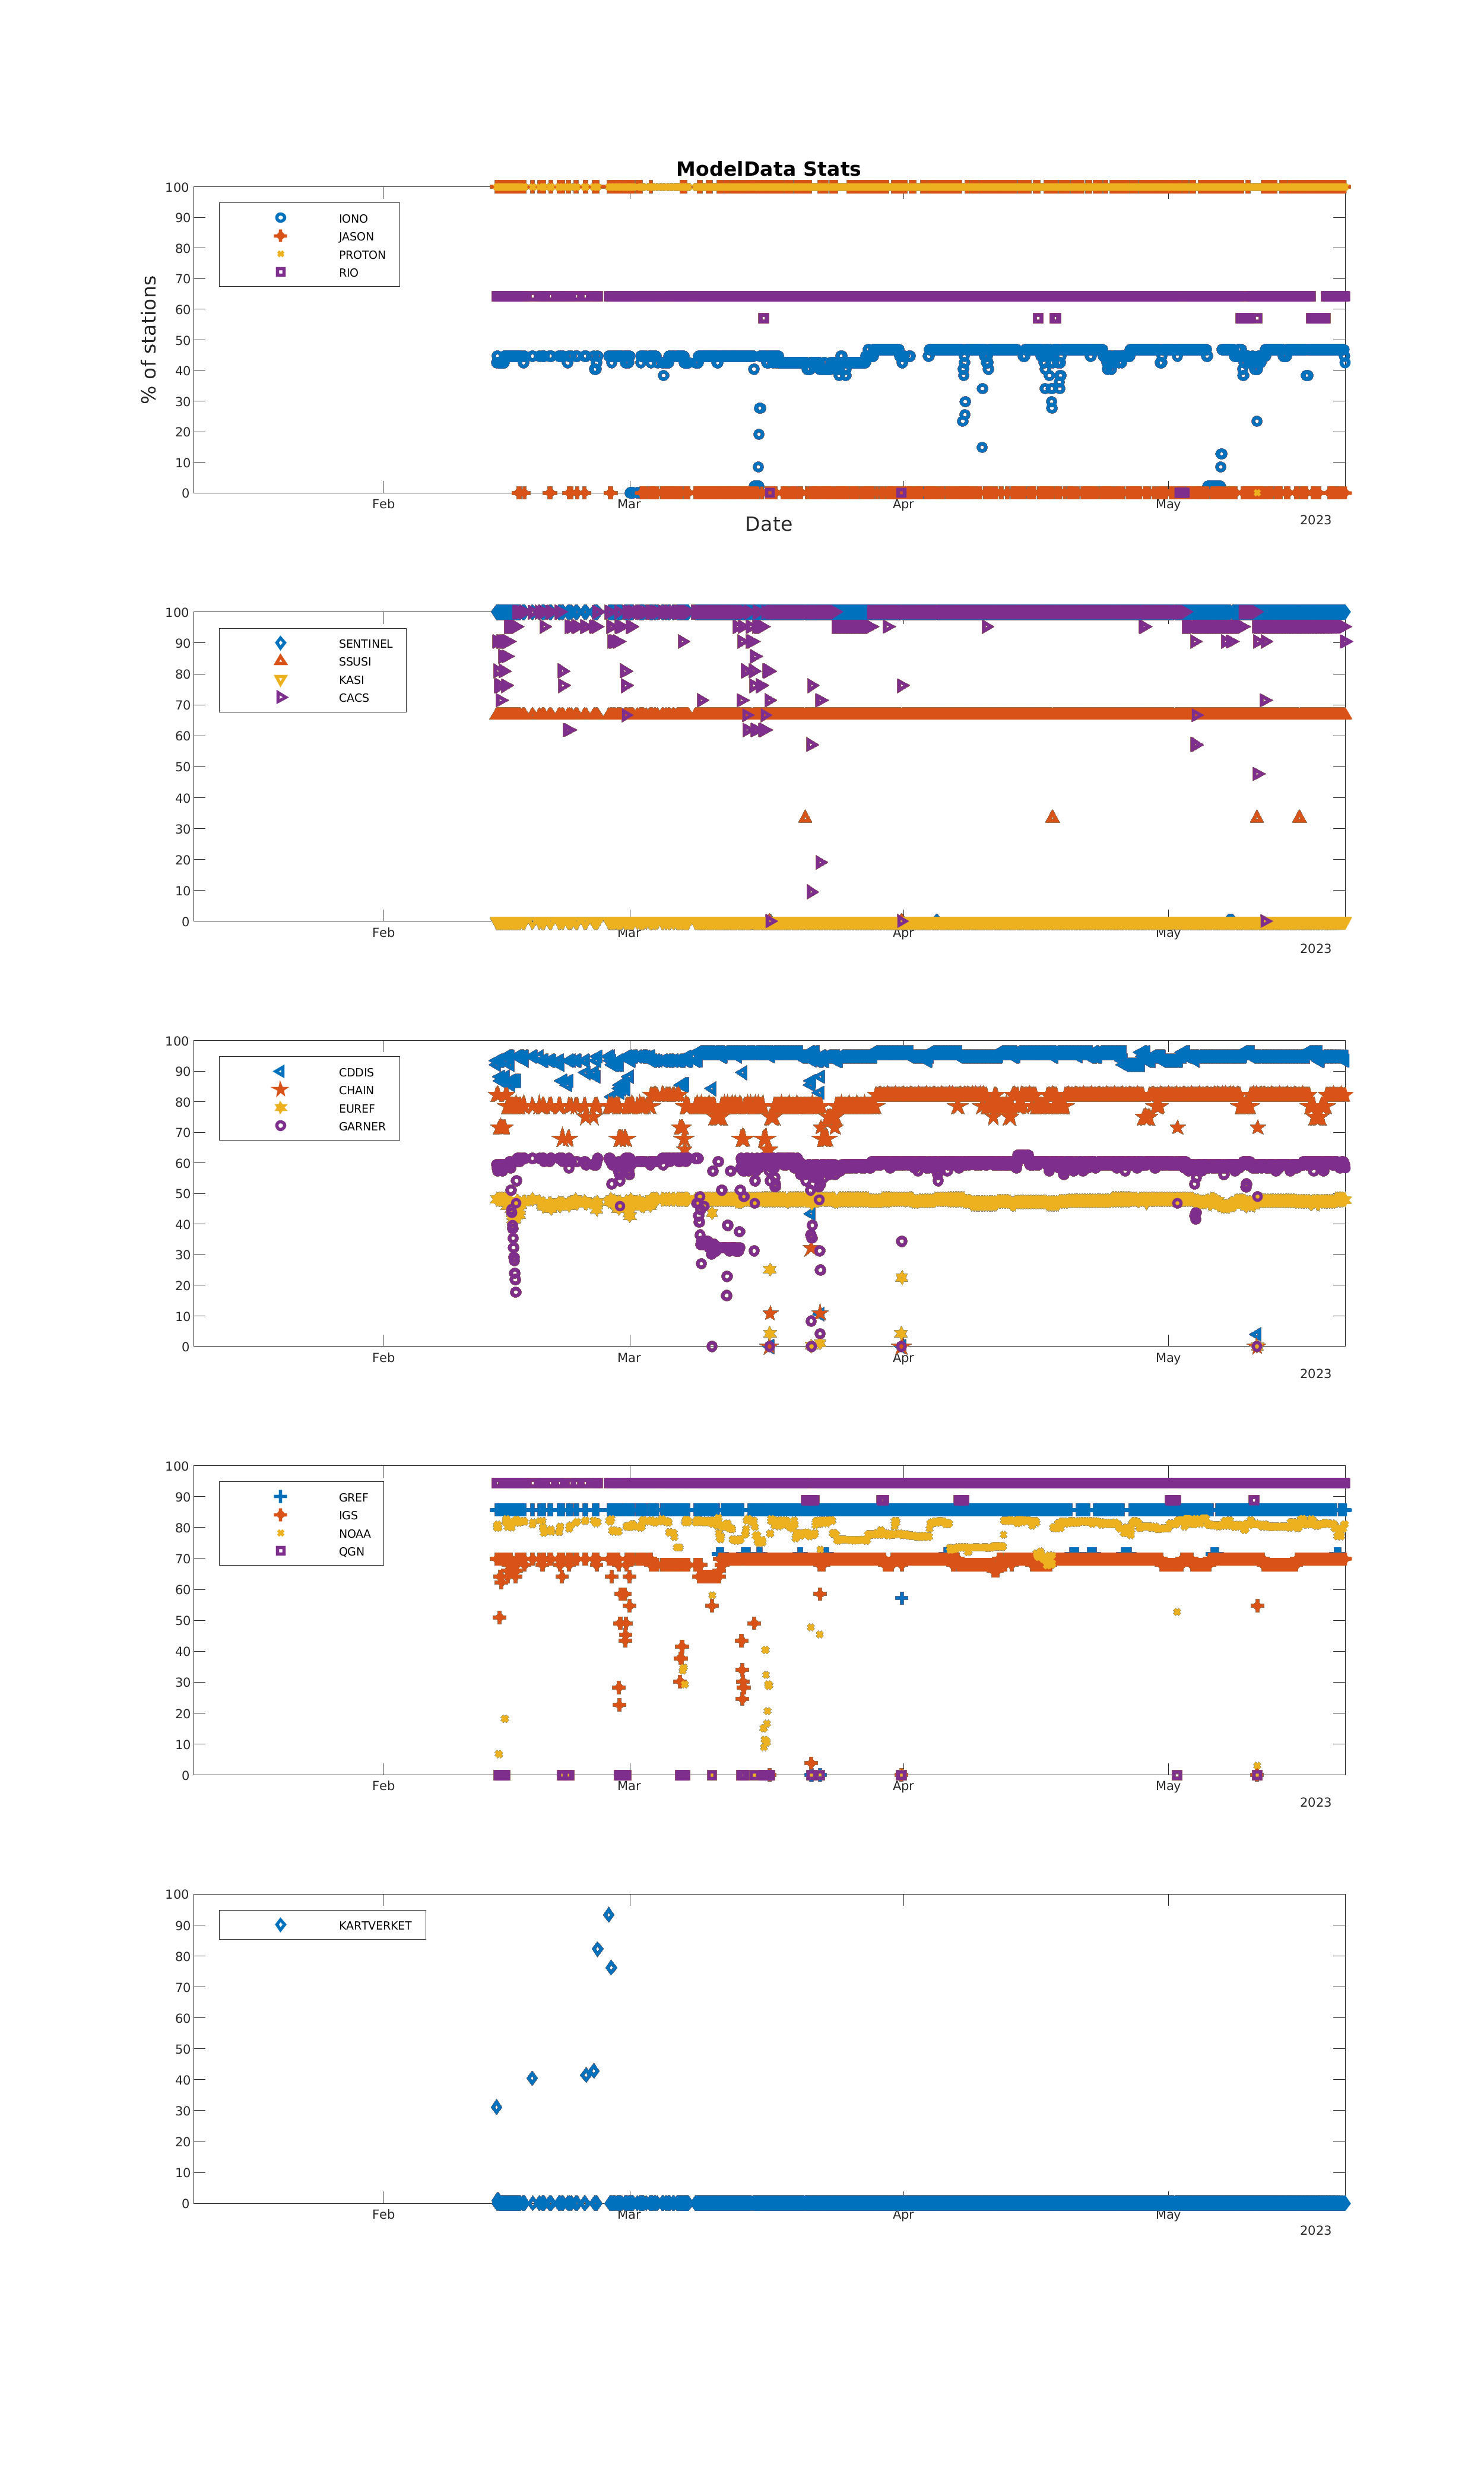 ModelData Stats
% of stations
100
90
80
70
60
50
40
30
20
10
0
IONO
JASON
PROTON
RIO
Feb Mar Apr May
2023
Date
100
90
80
70
60
50
40
30
20
10
0
SENTINEL
SSUSI
KASI
CACS
Feb Mar Apr May
2023
100
90
80
70
60
50
40
30
20
10
0
CDDIS
CHAIN
EUREF
GARNER
Feb Mar Apr May
2023
100
90
80
70
60
50
40
30
20
10
0
GREF
IGS
NOAA
QGN
Feb Mar Apr May
2023
100
90
80
70
60
50
40
30
20
10
0
KARTVERKET
Feb Mar Apr May
2023